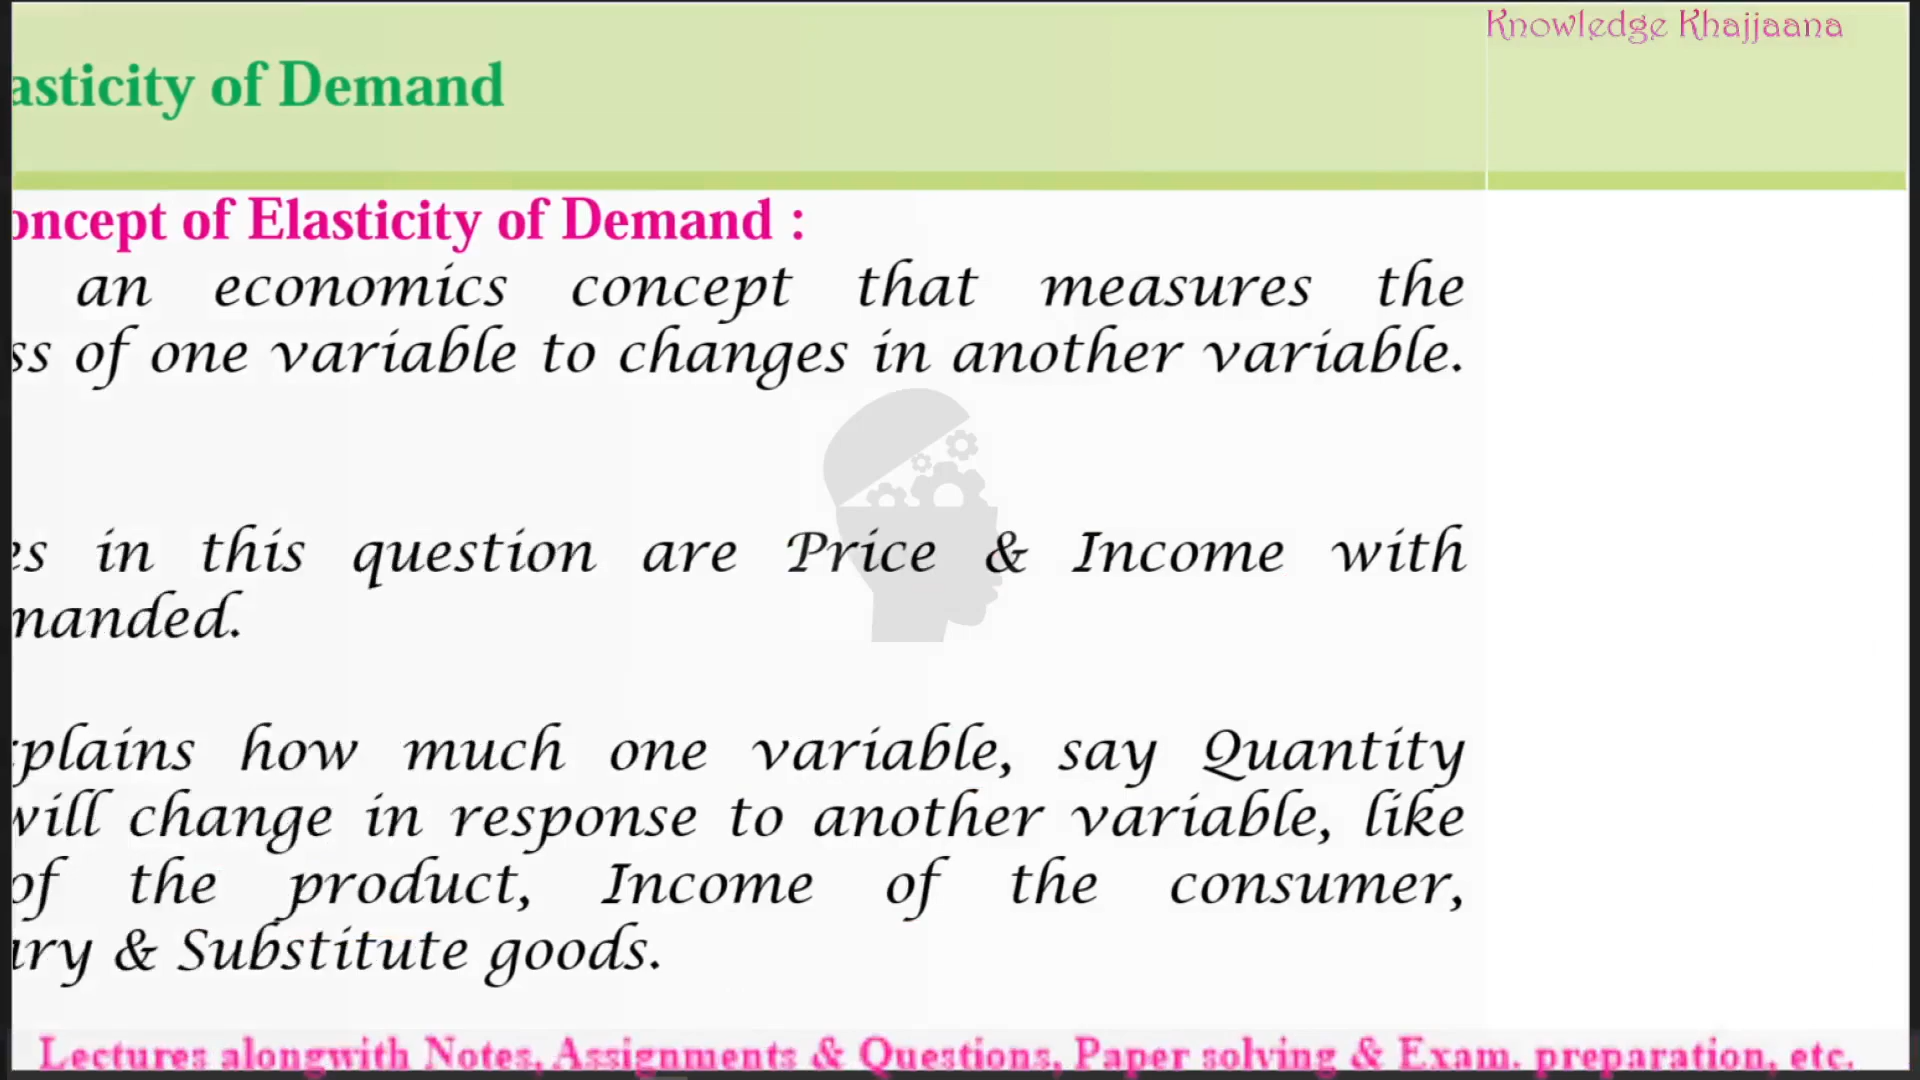 Knowledge Khajjaana
asticity of Demand
oncept of Elasticity of Demand :
an economics concept that measures the
ss of one variable to changes in another variable.
es in this question are Price & Income with
manded.
plains how much one variable, say Quantity
will change in response to another variable, like
of the product, Income of the consumer,
ary & Substitute goods.
Lectures alongwith Notes, Assignments & Questions, Paper solving & Exam. preparation, etc.